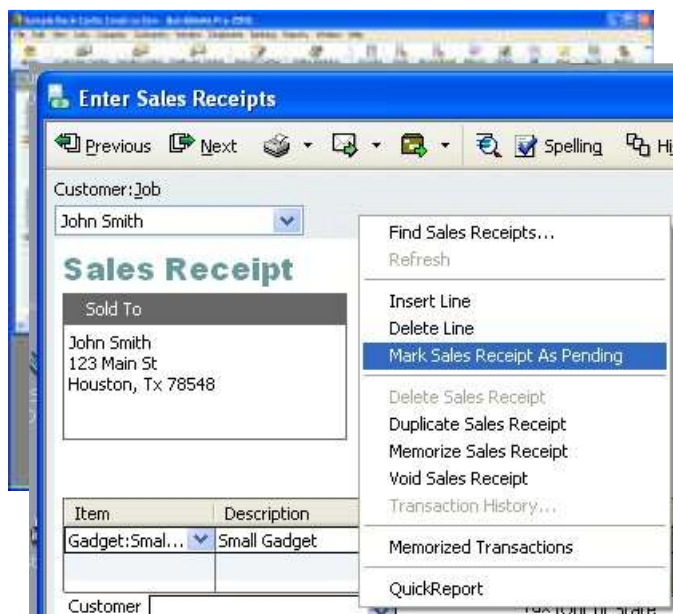 Enter Sales Receipts
Previous Next Spelling Hi
Customer:Job
John Smith
Sales Receipt
Sold To
John Smith
123 Main St
Houston, Tx 78548
Item Description
Gadget:Smal... Small Gadget
Customer
Find Sales Receipts...
Refresh
Insert Line
Delete Line
Mark Sales Receipt As Pending
Delete Sales Receipt
Duplicate Sales Receipt
Memorize Sales Receipt
Void Sales Receipt
Transaction History...
Memorized Transactions
QuickReport